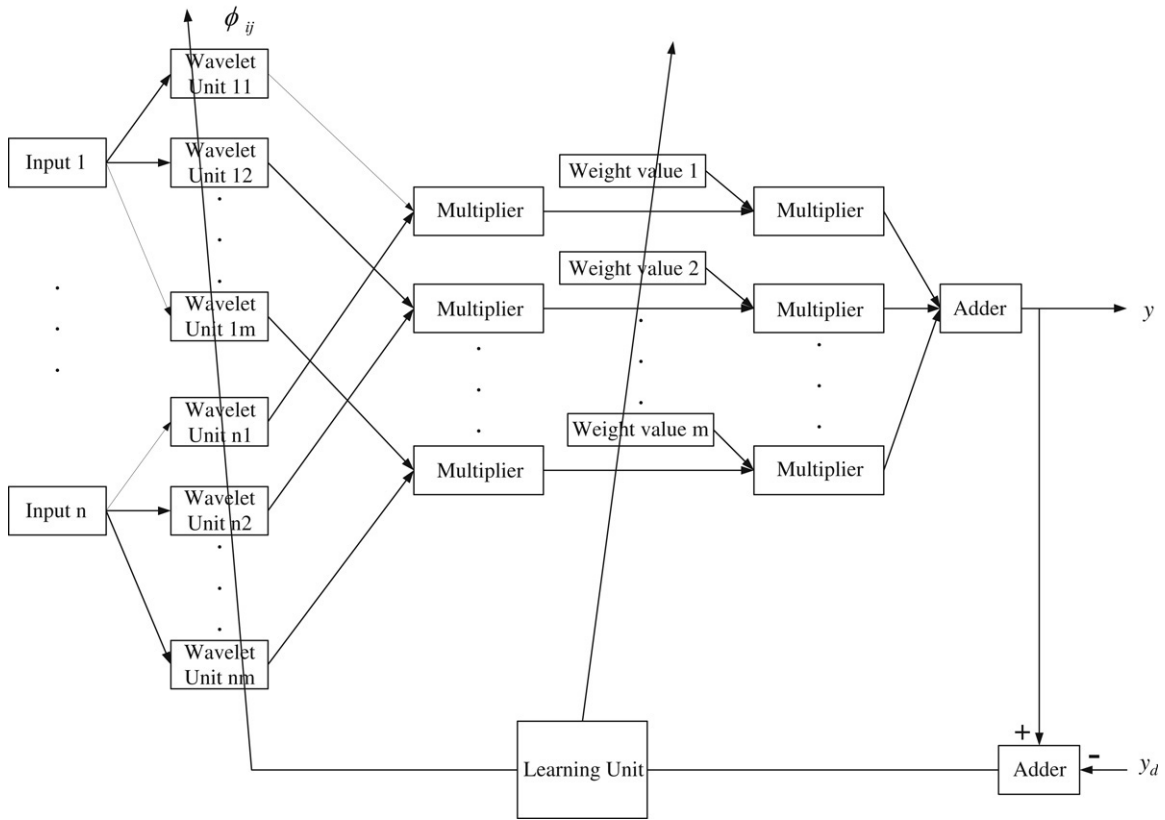 ϕ ij
Wavelet
Unit 11
Input 1
Wavelet
Unit 12
Wavelet
Unit 1m
Wavelet
Unit n1
Input n
Wavelet
Unit n2
Wavelet
Unit nm
Multiplier
Multiplier
Multiplier
Weight value 1
Weight value 2
Weight value m
Multiplier
Multiplier
Multiplier
Adder
y
Learning Unit
+
-
Adder
y_d